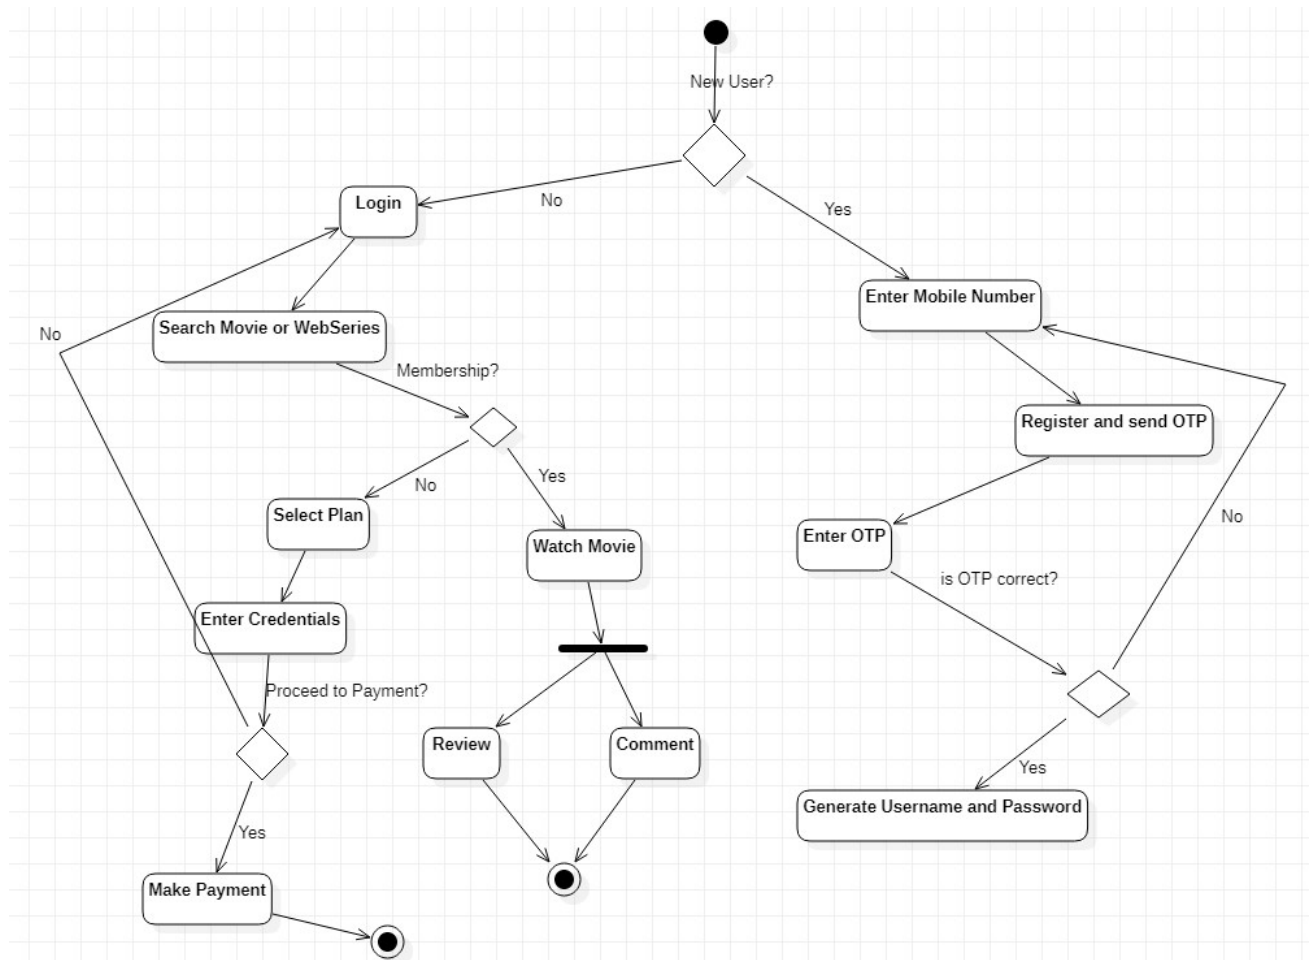 New User?
No
Yes
Login
Enter Mobile Number
Search Movie or WebSeries
No
Membership?
Register and send OTP
No
Yes
Select Plan
Watch Movie
Enter OTP
No
is OTP correct?
Enter Credentials
Proceed to Payment?
Review
Comment
Yes
Generate Username and Password
Yes
Make Payment